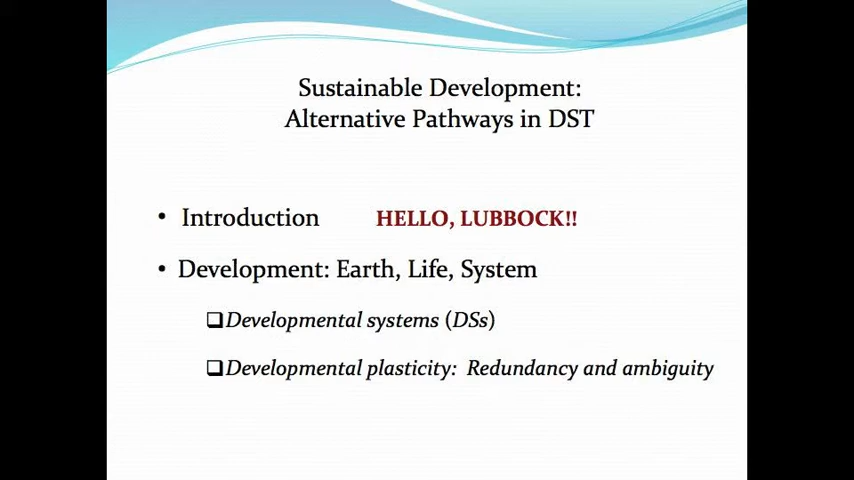 Sustainable Development:
Alternative Pathways in DST
• Introduction HELLO, LUBBOCK!!
• Development: Earth, Life, System
❑Developmental systems (DSs)
❑Developmental plasticity: Redundancy and ambiguity